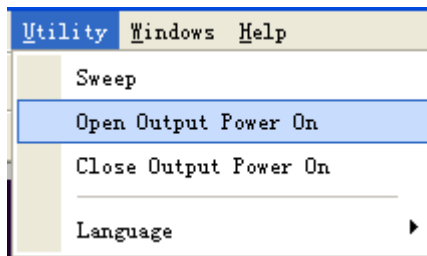 Utility Windows Help
Sweep
Open Output Power On
Close Output Power On
Language